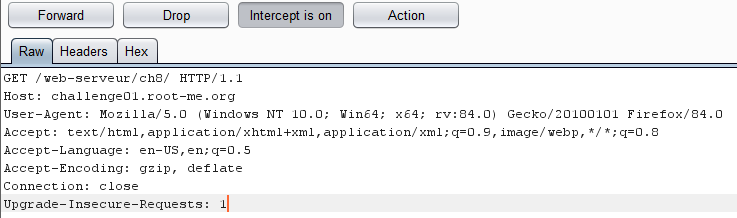 Forward Drop Intercept is on Action
Raw Headers Hex
GET /web-serveur/ch8/ HTTP/1.1
Host: challenge01.root-me.org
User-Agent: Mozilla/5.0 (Windows NT 10.0; Win64; x64; rv:84.0) Gecko/20100101 Firefox/84.0
Accept: text/html,application/xhtml+xml,application/xml;q=0.9,image/webp,*/*;q=0.8
Accept-Language: en-US,en;q=0.5
Accept-Encoding: gzip, deflate
Connection: close
Upgrade-Insecure-Requests: 1